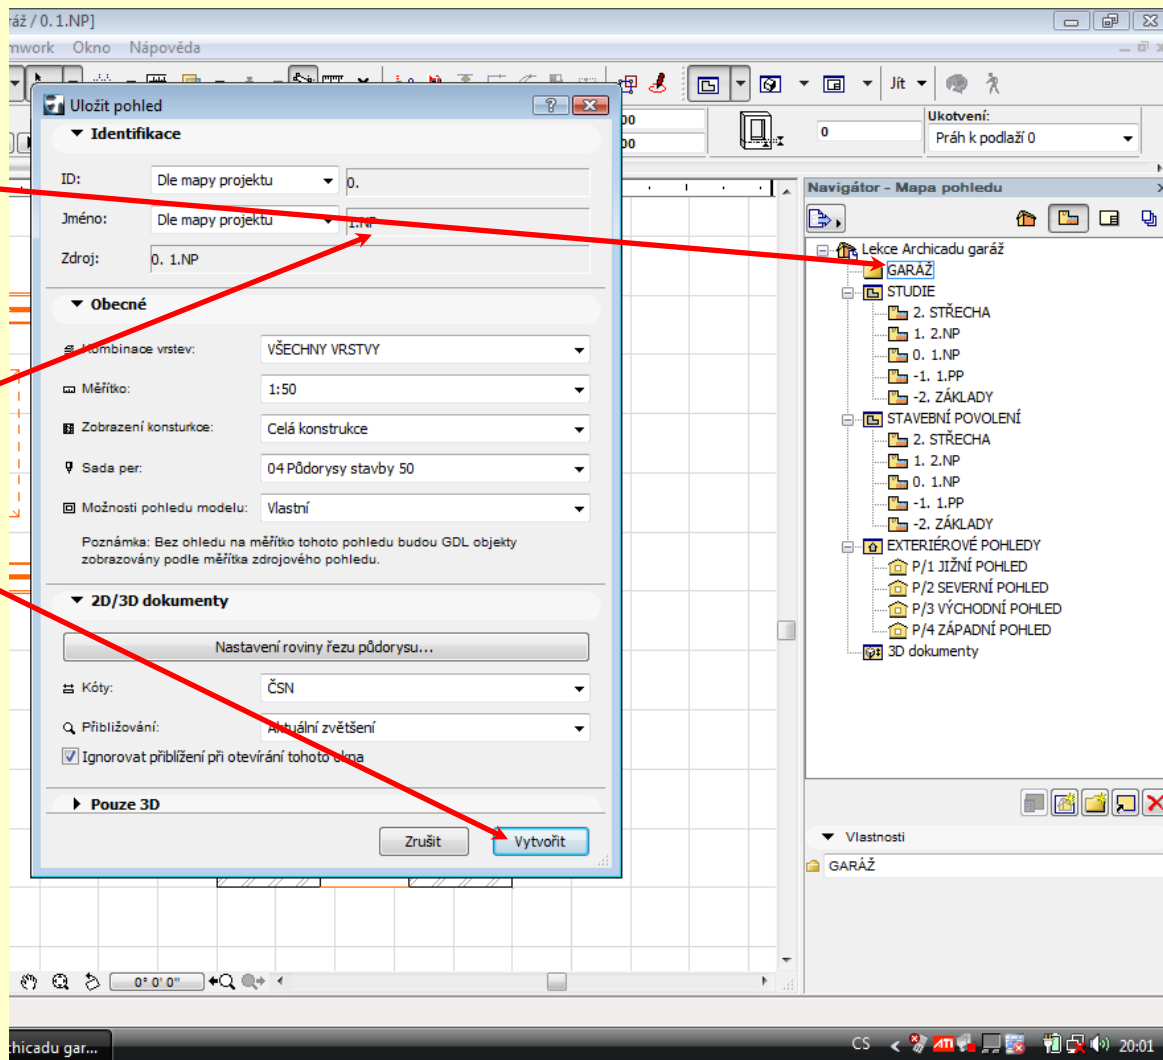 ráž / 0. 1.NP]
mwork Okno Nápověda
Jít
Uložit pohled
Identifikace
ID: Dle mapy projektu 0.
Jméno: Dle mapy projektu 1.NP
Zdroj: 0. 1.NP
Obecné
Kombinace vrstev: VŠECHNY VRSTVY
Měřítko: 1:50
Zobrazení konsturkce: Celá konstrukce
Sada per: 04 Půdorysy stavby 50
Možnosti pohledu modelu: Vlastní
Poznámka: Bez ohledu na měřítko tohoto pohledu budou GDL objekty
zobrazovány podle měřítka zdrojového pohledu.
2D/3D dokumenty
Nastavení roviny řezu půdorysu...
Kóty: ČSN
Přibližování: Aktuální zvětšení
Ignorovat přiblížení při otevírání tohoto okna
Pouze 3D
Zrušit Vytvořit
00
00
0
Ukotvení:
Práh k podlaží 0
Navigátor - Mapa pohledu
Lekce Archicadu garáž
GARÁŽ
STUDIE
2. STŘECHA
1. 2.NP
0. 1.NP
-1. 1.PP
-2. ZÁKLADY
STAVEBNÍ POVOLENÍ
2. STŘECHA
1. 2.NP
0. 1.NP
-1. 1.PP
-2. ZÁKLADY
EXTERIÉROVÉ POHLEDY
P/1 JIŽNÍ POHLED
P/2 SEVERNÍ POHLED
P/3 VÝCHODNÍ POHLED
P/4 ZÁPADNÍ POHLED
3D dokumenty
Vlastnosti
GARÁŽ
0° 0' 0"
chicadu gar...
CS ATI 20:01